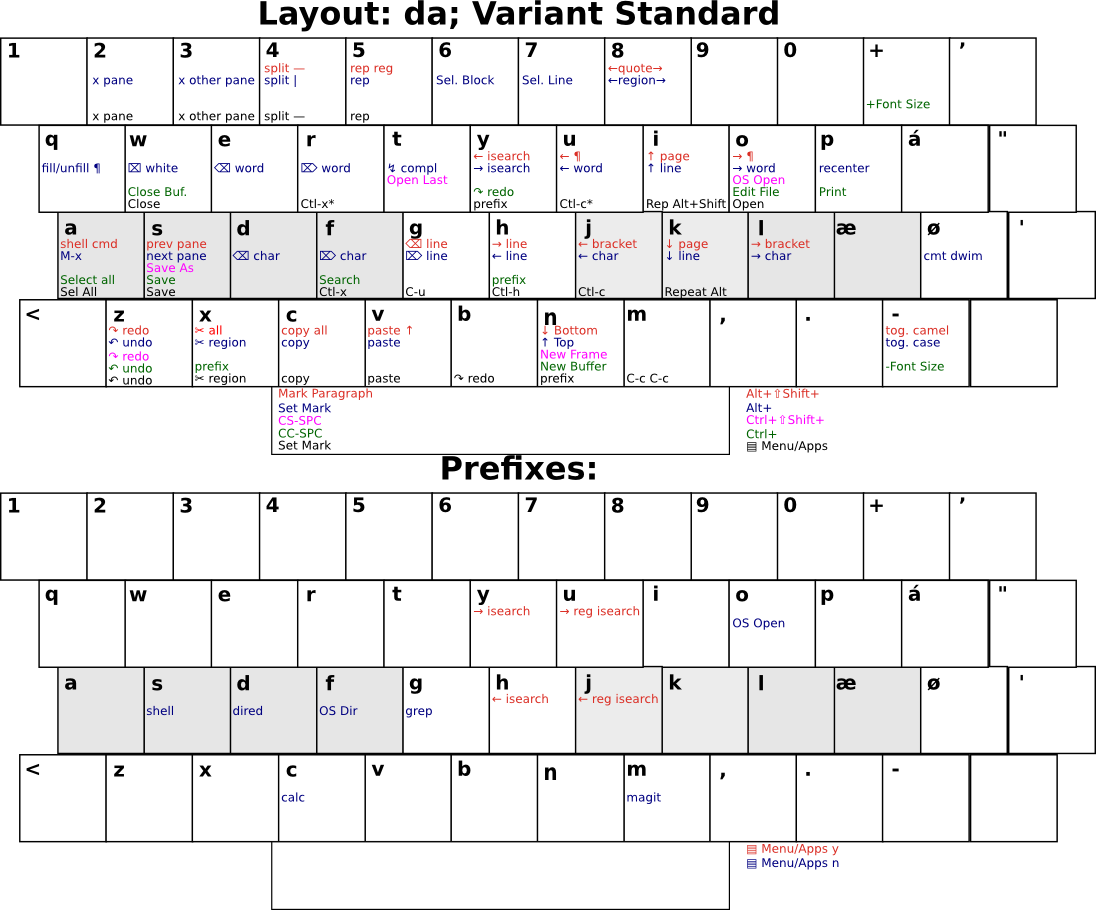 Layout: da; Variant Standard
1 2 3 4 5 6 7 8 9 0 + ’
split — rep reg ←quote→
x pane x other pane split | rep Sel. Block Sel. Line ←region→
+Font Size
x pane x other pane split — rep
q w e r t y u i o p á "
← isearch ← ¶ ↑ page → ¶
fill/unfill ¶ ⌧ white ⌫ word ⌦ word ↯ compl → isearch ← word ↑ line → word recenter
Open Last OS Open
Close Buf. ↷ redo Edit File Print
Close Ctl-x* prefix Ctl-c* Rep Alt+Shift Open
a s d f g h j k l æ ø '
shell cmd prev pane ⌫ line → line ← bracket ↓ page → bracket
M-x next pane ⌫ char ⌦ char ⌦ line ← line ← char ↓ line → char cmt dwim
Save As
Select all Save Search prefix
Sel All Save Ctl-x C-u Ctl-h Ctl-c Repeat Alt
< z x c v b n m , . -
↷ redo ✂ all copy all paste ↑ ↓ Bottom tog. camel
↶ undo ✂ region copy paste ↑ Top tog. case
↷ redo New Frame
↶ undo prefix New Buffer -Font Size
↶ undo ✂ region copy paste ↷ redo prefix C-c C-c
Mark Paragraph Alt+⇧Shift+
Set Mark Alt+
CS-SPC Ctrl+⇧Shift+
CC-SPC Ctrl+
Set Mark ▤ Menu/Apps
Prefixes:
1 2 3 4 5 6 7 8 9 0 + ’
q w e r t y u i o p á "
→ isearch → reg isearch
OS Open
a s d f g h j k l æ ø '
← isearch ← reg isearch
shell dired OS Dir grep
< z x c v b n m , . -
calc magit
▤ Menu/Apps y
▤ Menu/Apps n